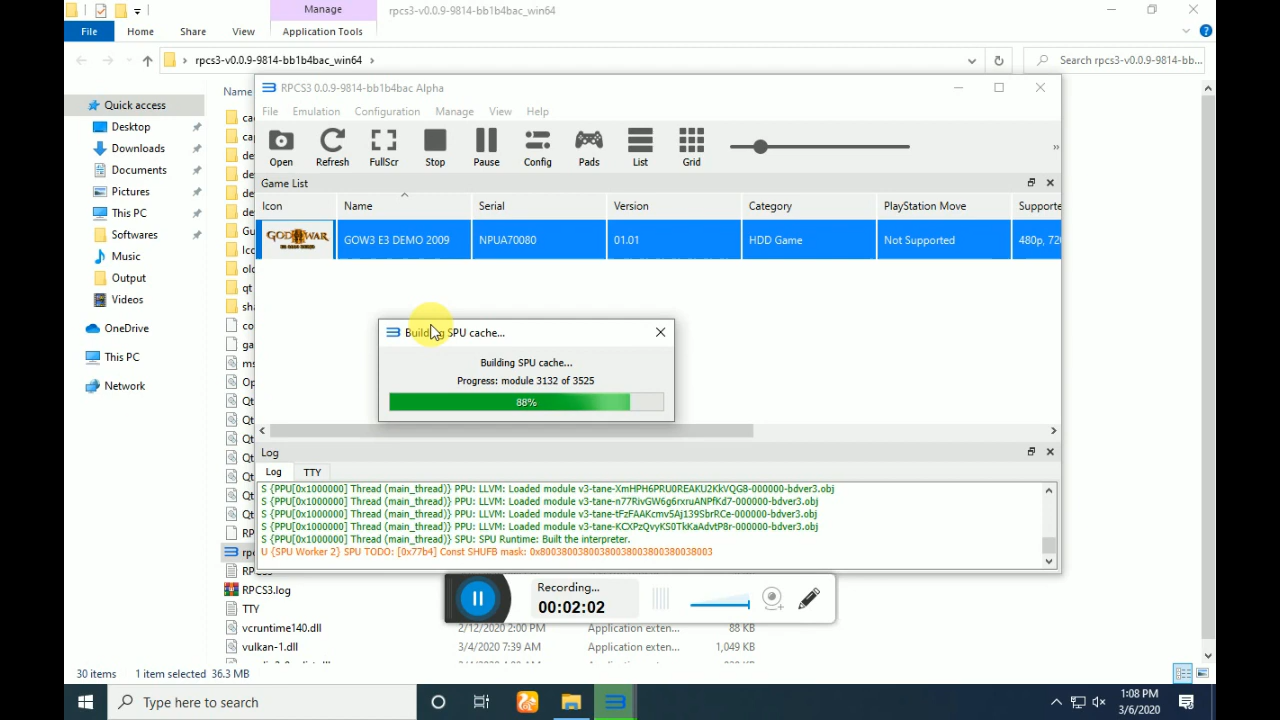 Manage
rpcs3-v0.0.9-9814-bb1b4bac_win64
File
Home
Share
View
Application Tools
rpcs3-v0.0.9-9814-bb1b4bac_win64
Search rpcs3-v0.0.9-9814-bb...
Quick access
Desktop
Downloads
Documents
Pictures
This PC
Softwares
Music
Output
Videos
OneDrive
This PC
Network
Name
RPCS3 0.0.9-9814-bb1b4bac Alpha
File Emulation Configuration Manage View Help
Open Refresh FullScr Stop Pause Config Pads List Grid
Game List
Icon Name Serial Version Category PlayStation Move Supporte
GOD OF WAR GOW3 E3 DEMO 2009 NPUA70080 01.01 HDD Game Not Supported 480p, 72
Building SPU cache...
Building SPU cache...
Progress: module 3132 of 3525
88%
Log
Log TTY
S {PPU[0x1000000] Thread (main_thread)} PPU: LLVM: Loaded module v3-tane-XmHPH6PRU0REAKU2KkVQG8-000000-bdver3.obj
S {PPU[0x1000000] Thread (main_thread)} PPU: LLVM: Loaded module v3-tane-n77RivGW6g6rxruANPfKd7-000000-bdver3.obj
S {PPU[0x1000000] Thread (main_thread)} PPU: LLVM: Loaded module v3-tane-tFzFAAKcmv5Aj139SbrRCe-000000-bdver3.obj
S {PPU[0x1000000] Thread (main_thread)} PPU: LLVM: Loaded module v3-tane-KCXPzQvyKS0TkKaAdvtP8r-000000-bdver3.obj
S {PPU[0x1000000] Thread (main_thread)} SPU: SPU Runtime: Built the interpreter.
U {SPU Worker 2} SPU TODO: [0x77b4] Const SHUFB mask: 0x80038003800380038003800380038003
RPCS3.log
TTY
vcruntime140.dll 2/12/2020 2:00 PM Application exten... 88 KB
vulkan-1.dll 3/4/2020 7:39 AM Application exten... 1,049 KB
Recording...
00:02:02
30 items 1 item selected 36.3 MB
Type here to search
1:08 PM
3/6/2020